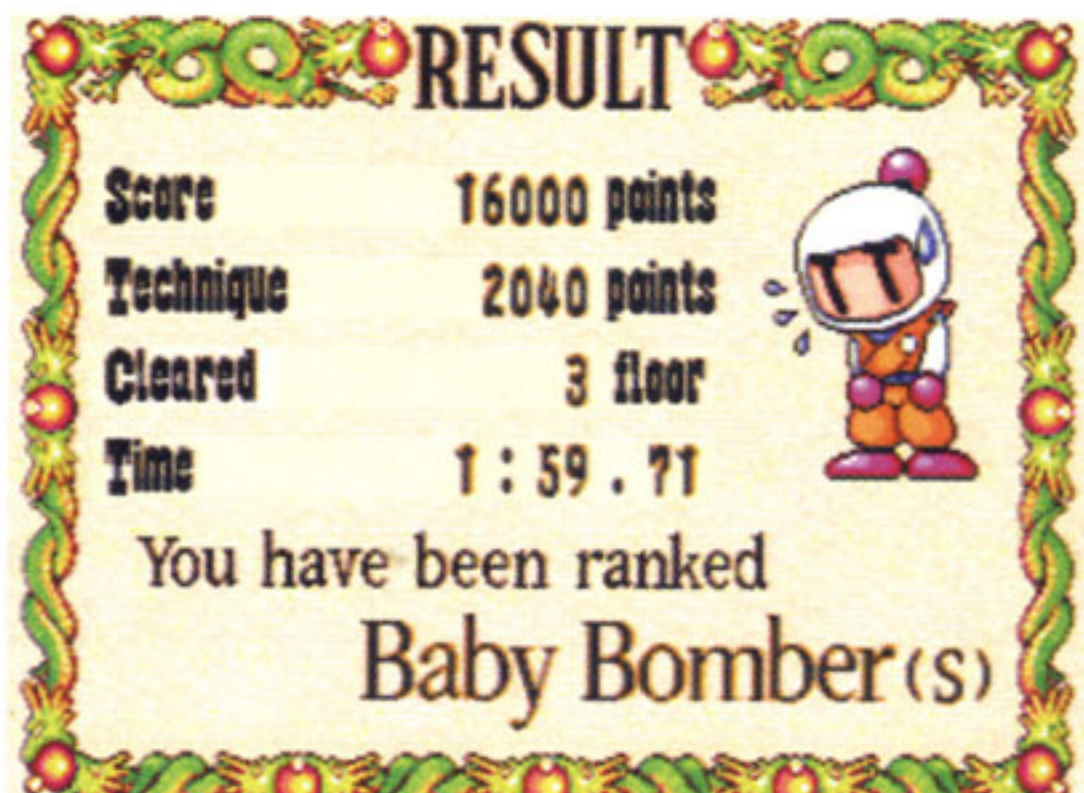 RESULT
Score 16000 points
Technique 2040 points
Cleared 3 floor
Time 1:59.71
You have been ranked
Baby Bomber(s)